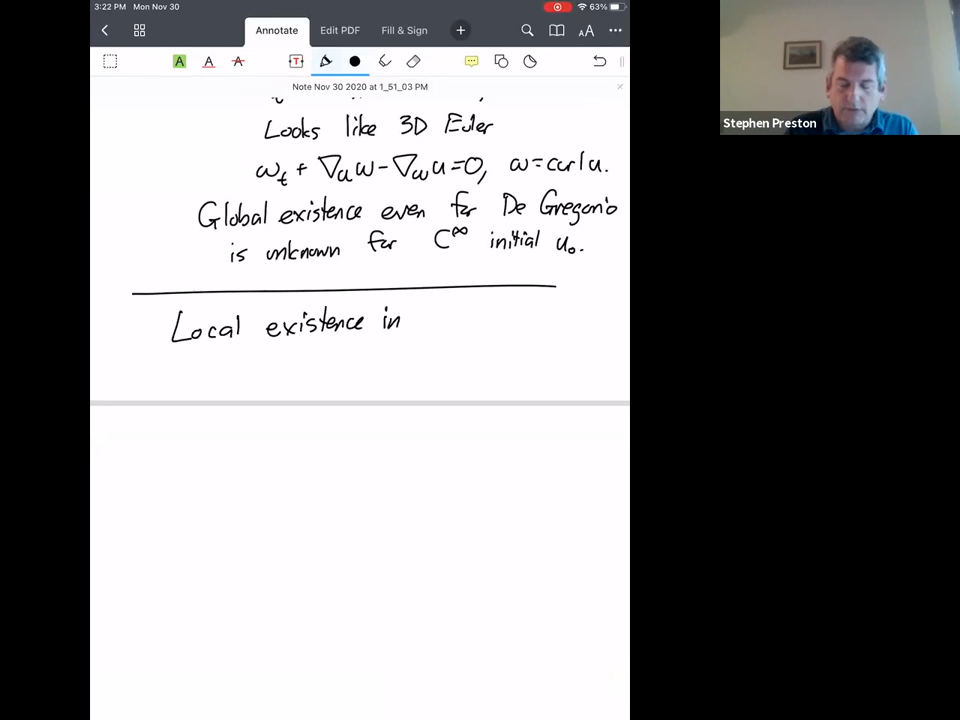 3:22 PM Mon Nov 30
63%
Annotate
Edit PDF
Fill & Sign
Note Nov 30 2020 at 1_51_03 PM
Looks like 3D Euler
ω_t + ∇_u ω - ∇_ω u = 0, ω = curl u.
Global existence even for De Gregorio
is unknown for C^∞ initial u_0.
Local existence in
Stephen Preston